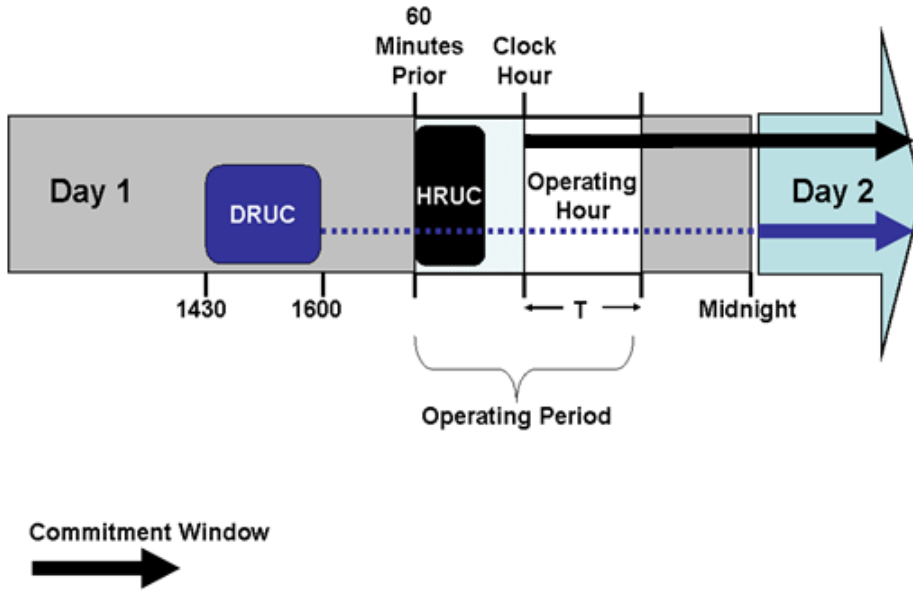 60
Minutes
Prior
Clock
Hour
Day 1
DRUC
HRUC
Operating
Hour
Day 2
1430
1600
T
Midnight
Operating Period
Commitment Window